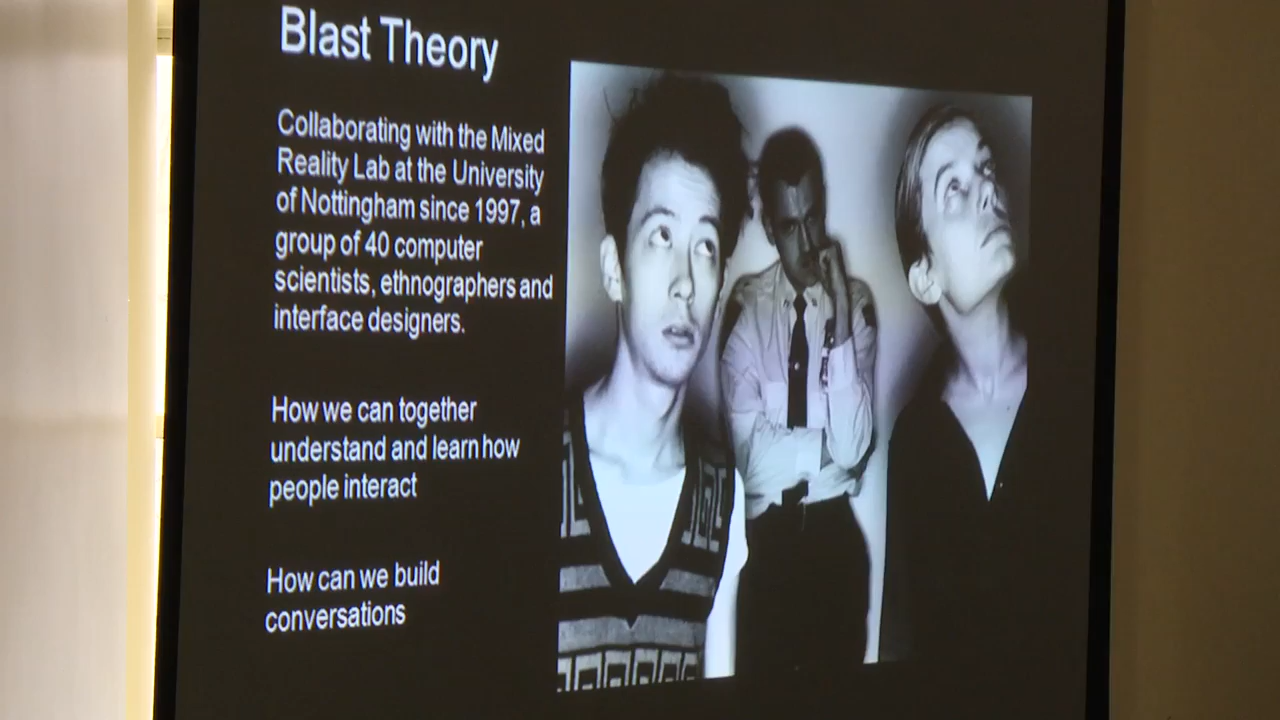 Blast Theory
Collaborating with the Mixed
Reality Lab at the University
of Nottingham since 1997, a
group of 40 computer
scientists, ethnographers and
interface designers.
How we can together
understand and learn how
people interact
How can we build
conversations